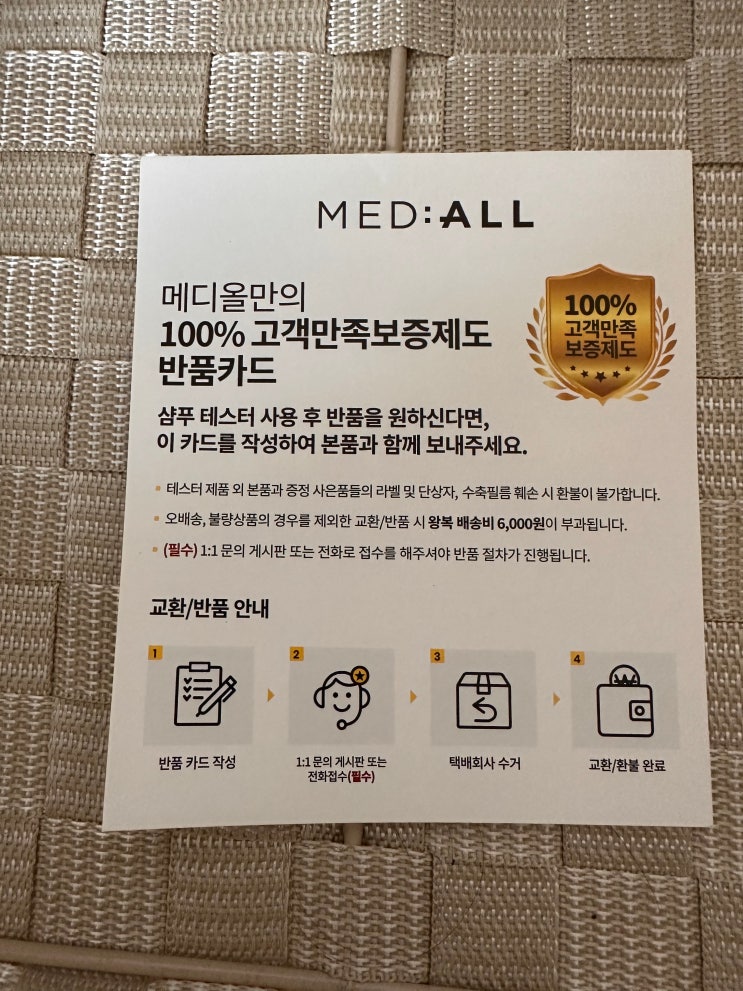 MED:ALL
메디올만의
100% 고객만족보증제도
반품카드
100%
고객만족
보증제도
샴푸 테스터 사용 후 반품을 원하신다면,
이 카드를 작성하여 본품과 함께 보내주세요.
테스터 제품 외 본품과 증정 사은품들의 라벨 및 단상자, 수축필름 훼손 시 환불이 불가합니다.
오배송, 불량상품의 경우를 제외한 교환/반품 시 왕복 배송비 6,000원이 부과됩니다.
(필수) 1:1 문의 게시판 또는 전화로 접수를 해주셔야 반품 절차가 진행됩니다.
교환/반품 안내
1
2
3
4
반품 카드 작성
1:1 문의 게시판 또는
전화접수(필수)
택배회사 수거
교환/환불 완료